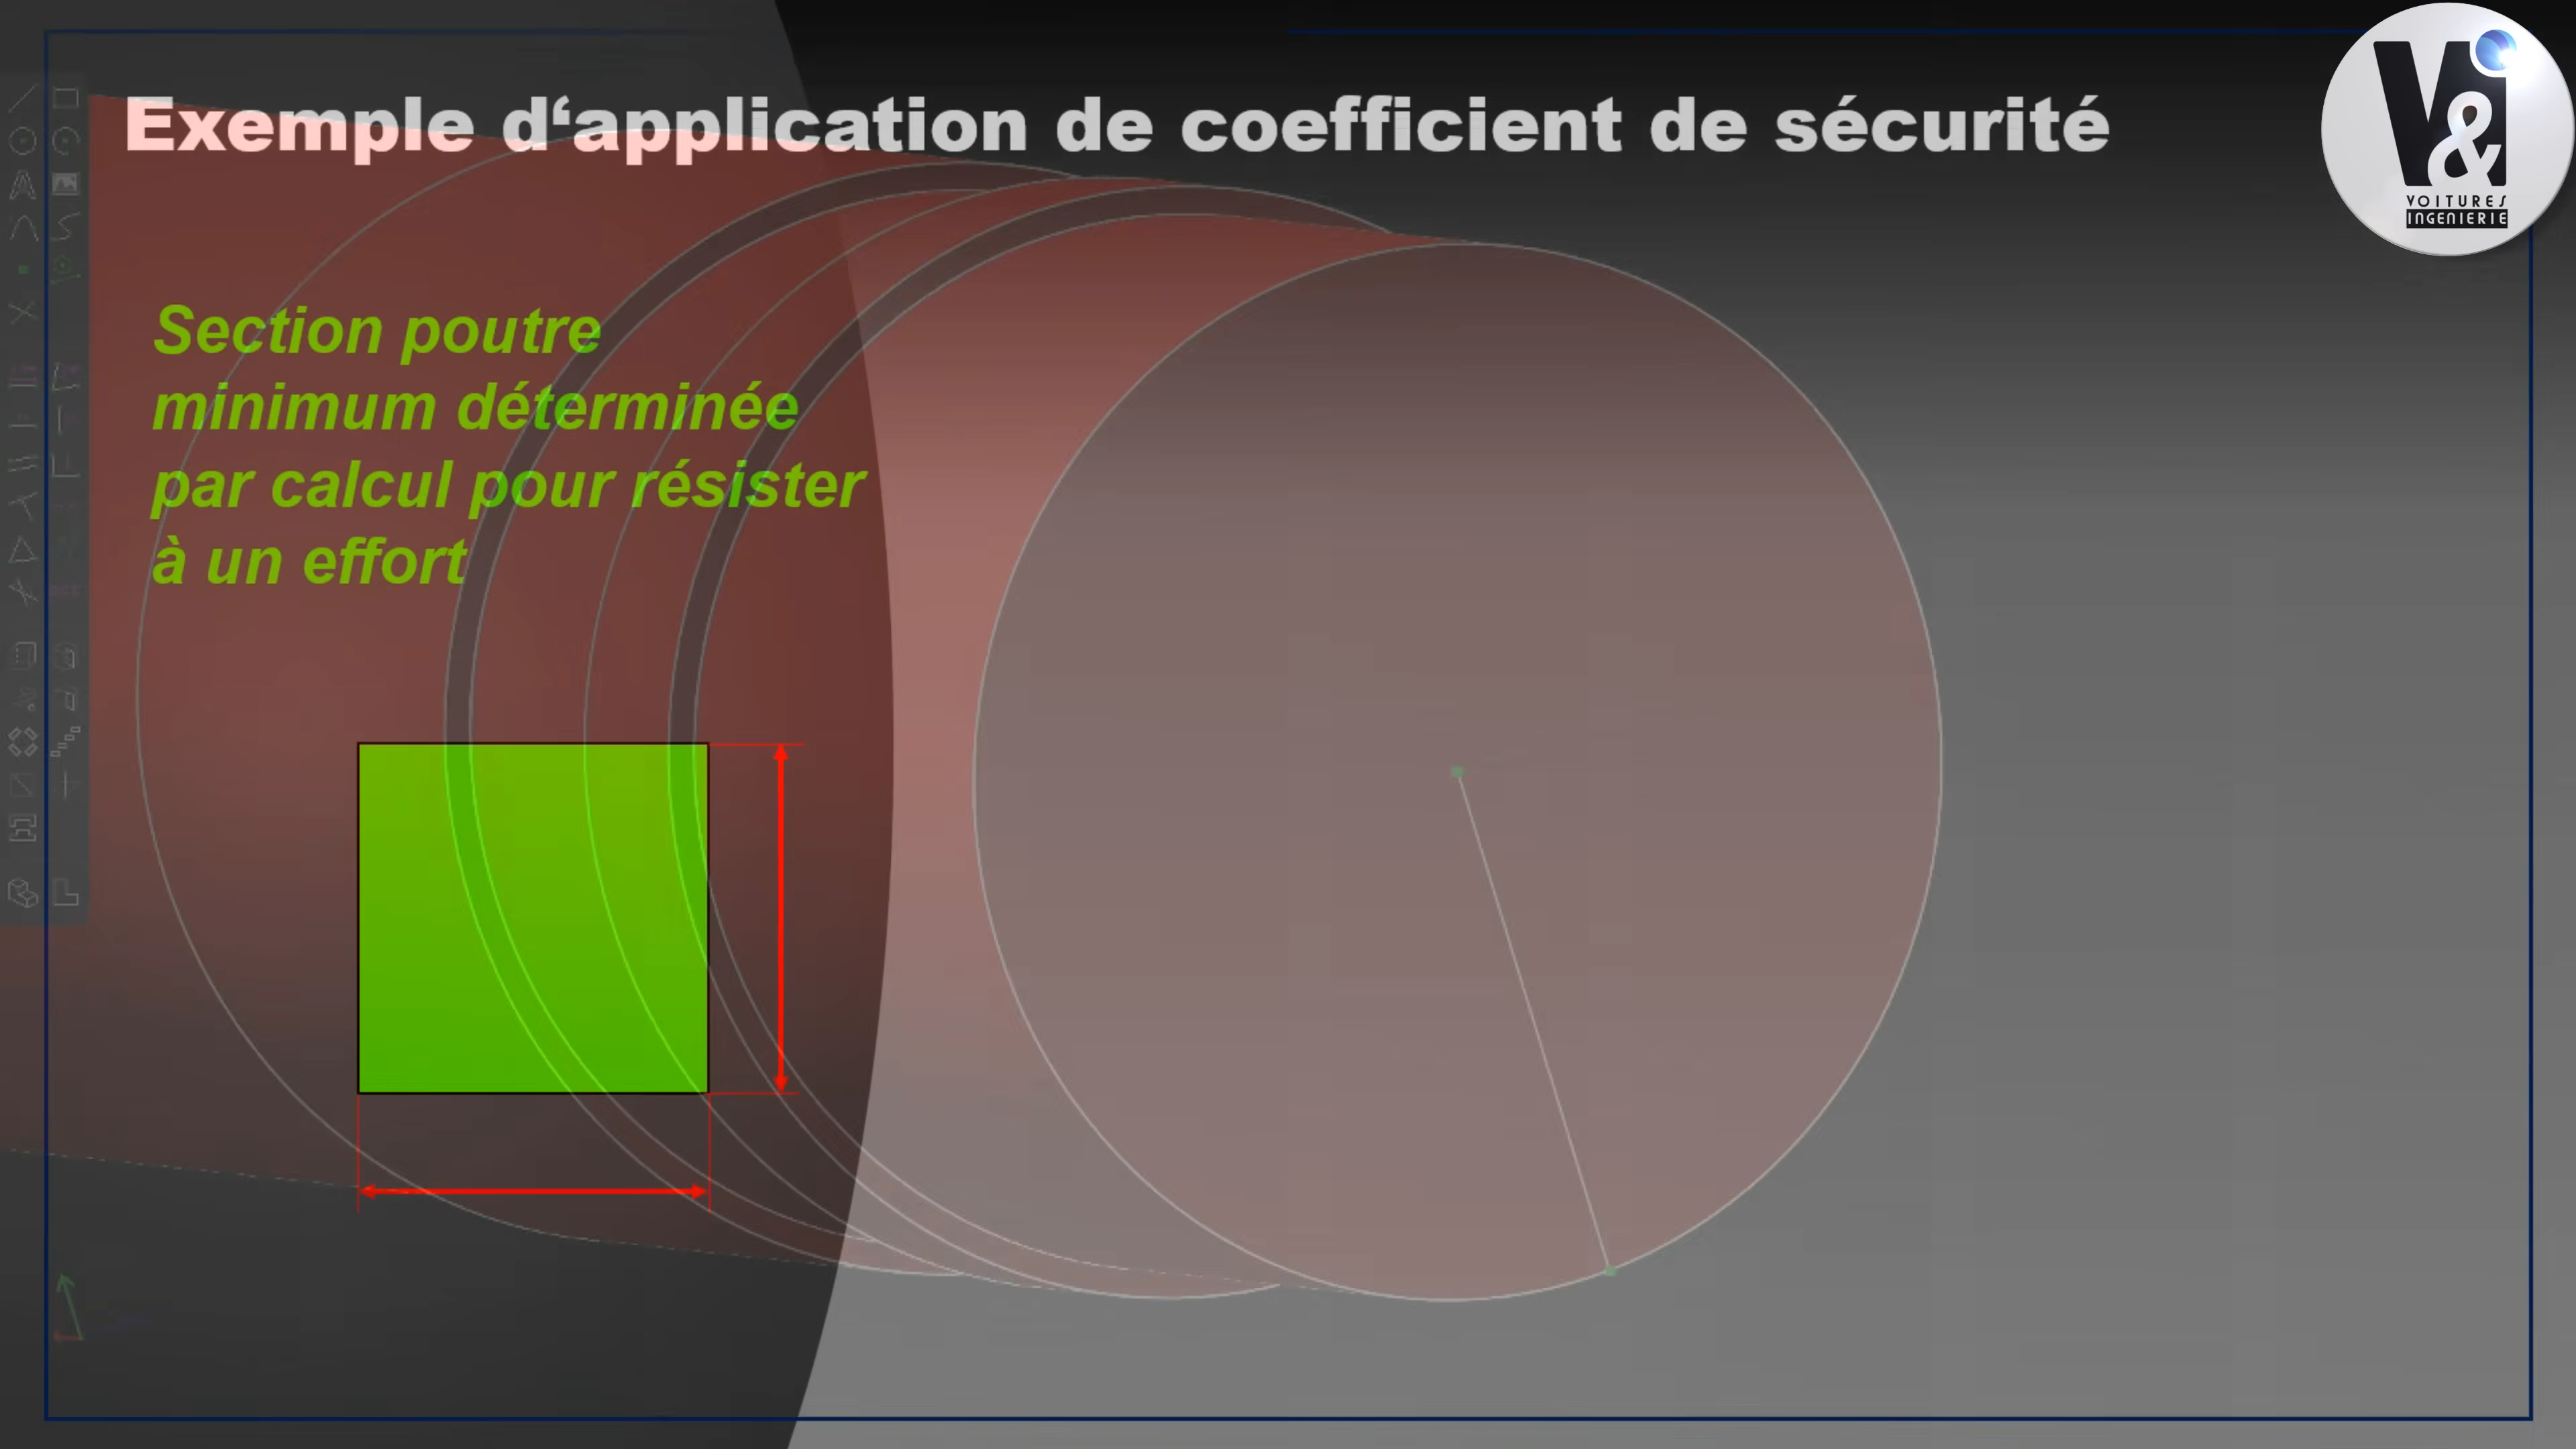 Exemple d‘application de coefficient de sécurité
V&i
VOITURES
INGENIERIE
Section poutre
minimum déterminée
par calcul pour résister
à un effort